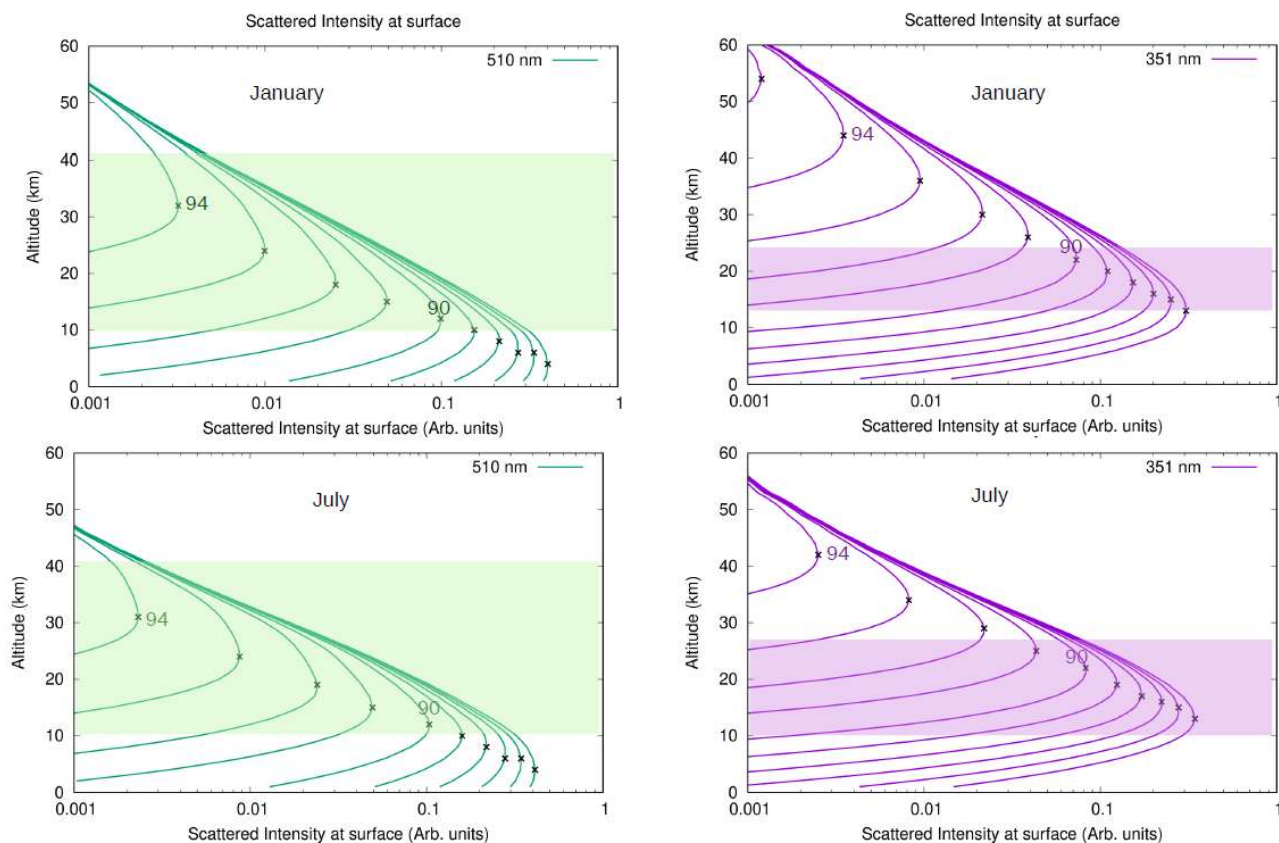 Scattered Intensity at surface
60
50
40
30
20
10
0
Altitude (km)
510 nm
January
94
90
0.001
0.01
0.1
1
Scattered Intensity at surface (Arb. units)
Scattered Intensity at surface
60
50
40
30
20
10
0
Altitude (km)
351 nm
January
94
90
0.001
0.01
0.1
1
Scattered Intensity at surface (Arb. units)
60
50
40
30
20
10
0
Altitude (km)
510 nm
July
94
90
0.001
0.01
0.1
1
Scattered Intensity at surface (Arb. units)
60
50
40
30
20
10
0
Altitude (km)
351 nm
July
94
90
0.001
0.01
0.1
1
Scattered Intensity at surface (Arb. units)